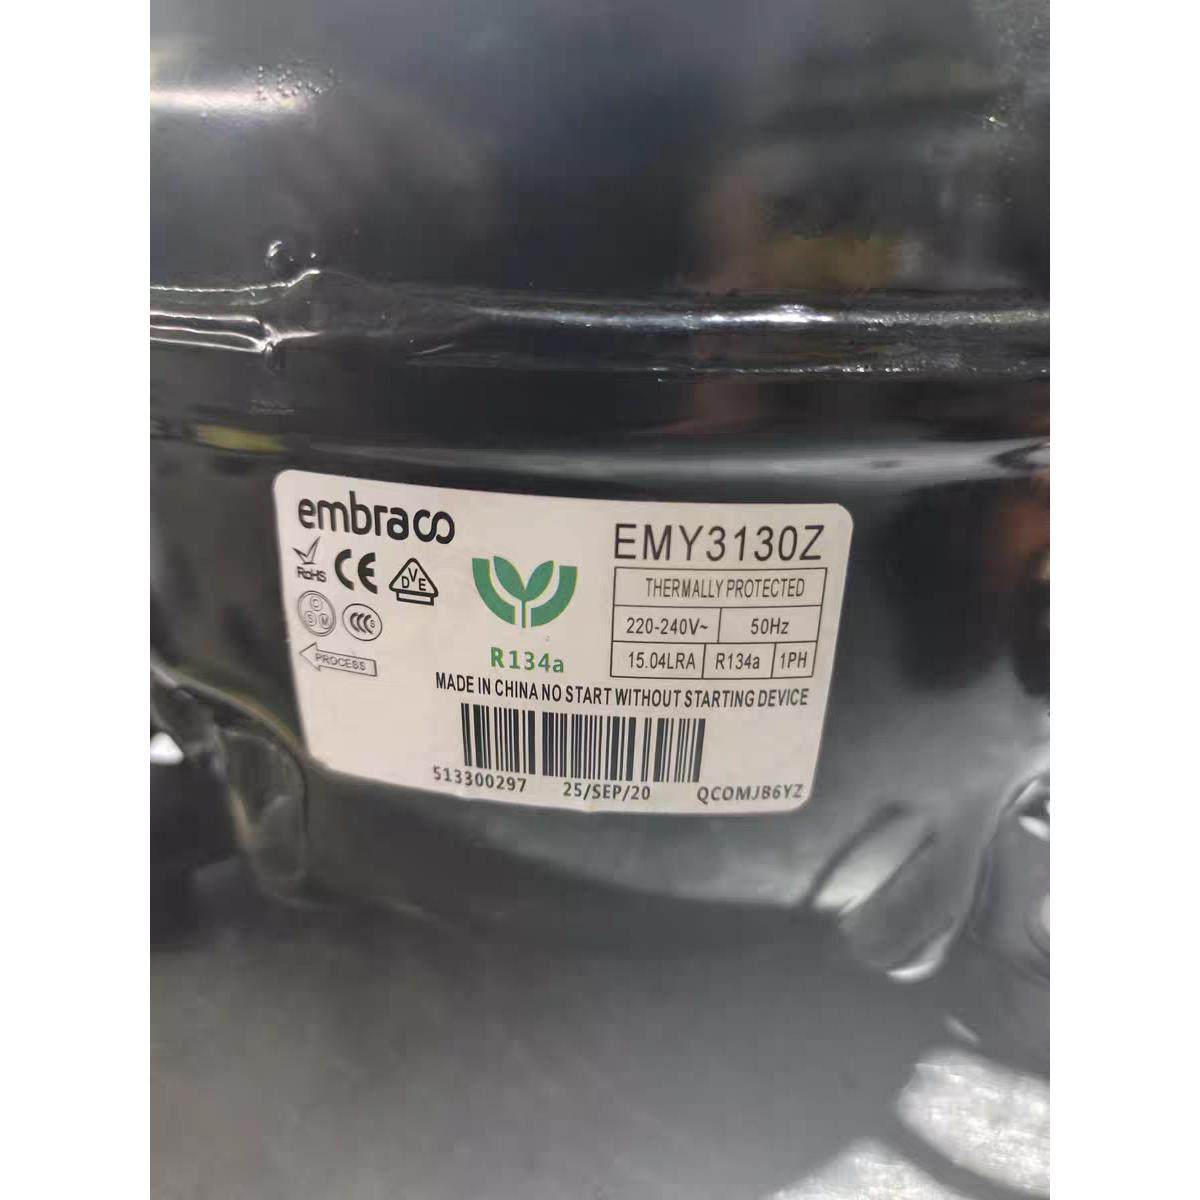 embraco
EMY3130Z
RoHS CE DVE
THERMALLY PROTECTED
220-240V~ 50Hz
C S M CCC S
15.04LRA R134a 1PH
PROCESS
R134a
MADE IN CHINA NO START WITHOUT STARTING DEVICE
513300297 25/SEP/20 QCOMJB6YZ